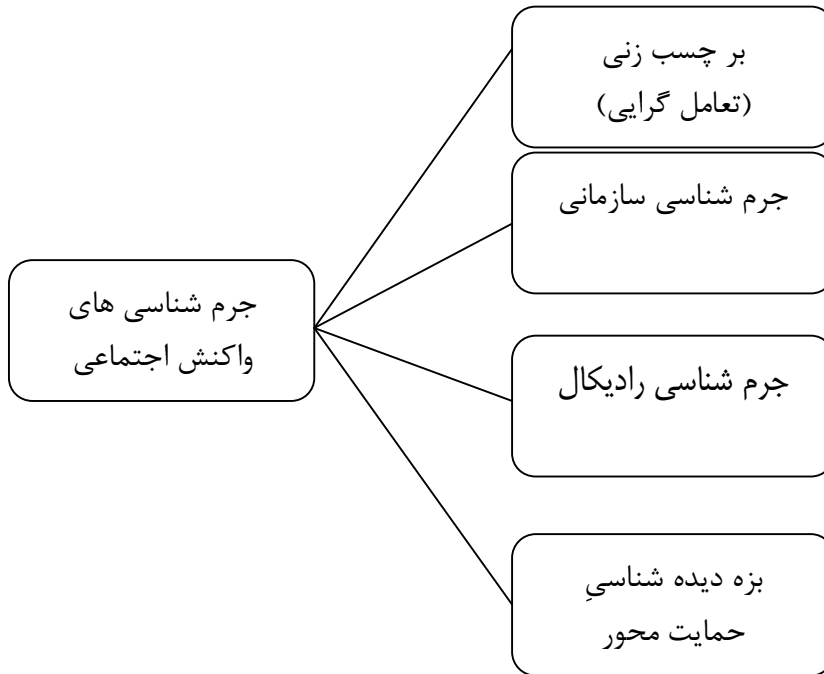 بر چسب زنی
(تعامل گرایی)
جرم شناسی سازمانی
جرم شناسی های
واکنش اجتماعی
جرم شناسی رادیکال
بزه دیده شناسیِ
حمایت محور